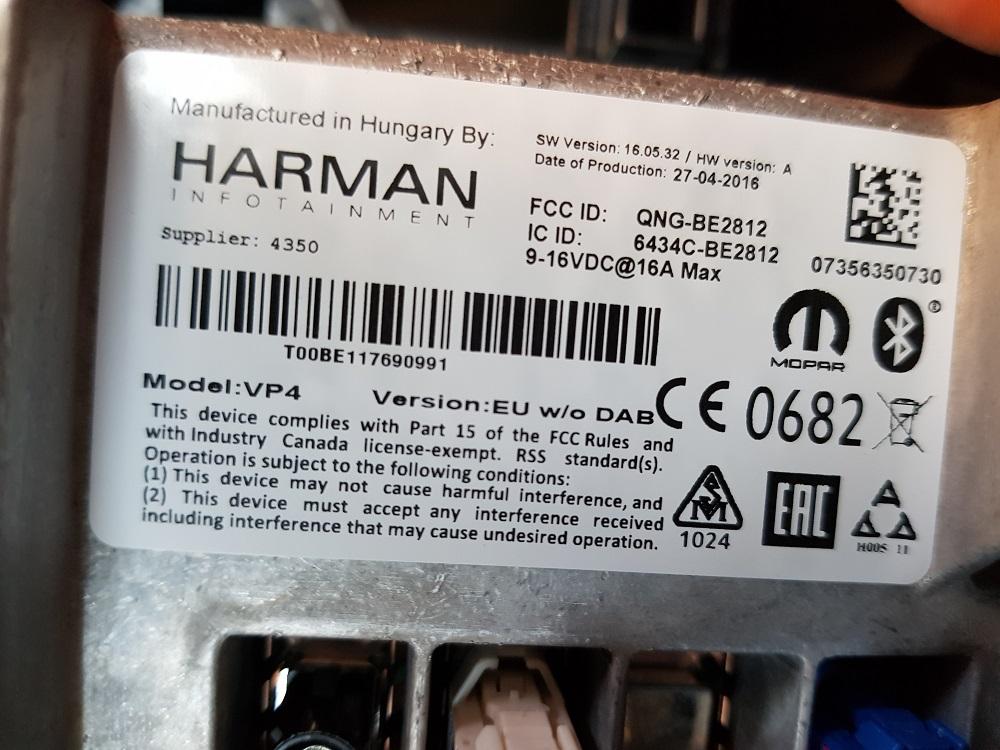 Manufactured in Hungary By:
HARMAN
INFOTAINMENT
Supplier: 4350
SW Version: 16.05.32 / HW version: A
Date of Production: 27-04-2016
FCC ID: QNG-BE2812
IC ID: 6434C-BE2812
9-16VDC@16A Max
07356350730
T00BE117690991
MOPAR
®
Model:VP4 Version:EU w/o DAB
CE 0682
This device complies with Part 15 of the FCC Rules and
with Industry Canada license-exempt. RSS standard(s).
Operation is subject to the following conditions:
(1) This device may not cause harmful interference, and
(2) This device must accept any interference received
including interference that may cause undesired operation.
SM
1024
EAC
H005 11